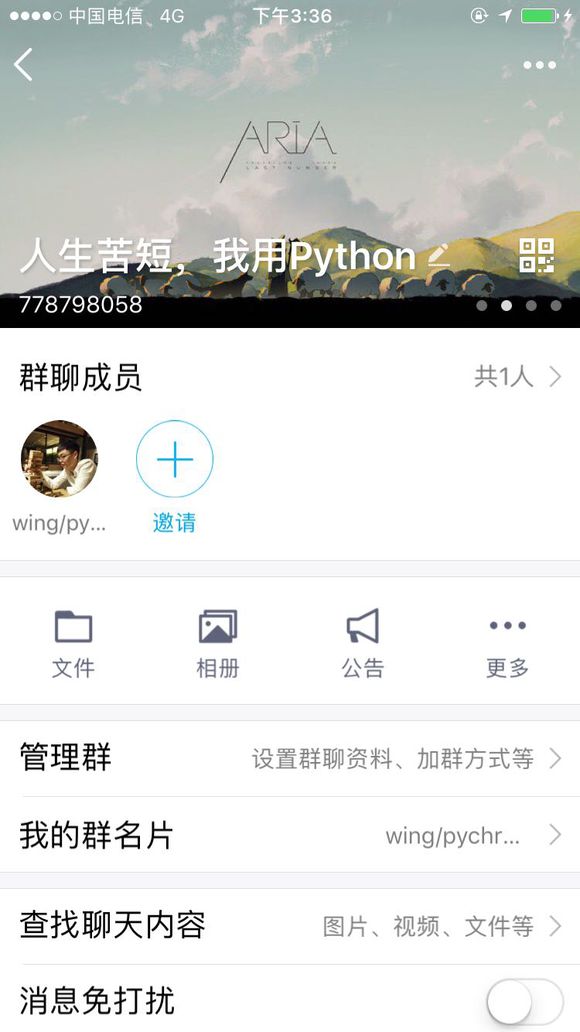 中国电信 4G 下午3:36
ARIA
LAST NUMBER
人生苦短，我用Python
778798058
群聊成员 共1人
wing/py... 邀请
文件 相册 公告 更多
管理群 设置群聊资料、加群方式等
我的群名片 wing/pychr...
查找聊天内容 图片、视频、文件等
消息免打扰